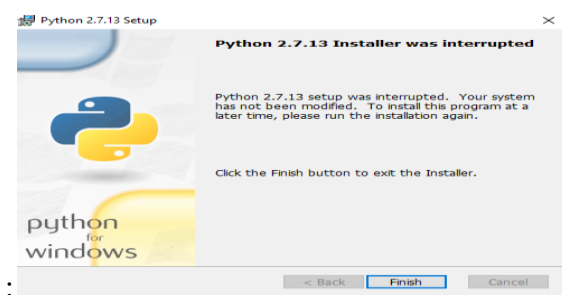 Python 2.7.13 Setup
Python 2.7.13 Installer was interrupted
Python 2.7.13 setup was interrupted. Your system
has not been modified. To install this program at a
later time, please run the installation again.
Click the Finish button to exit the Installer.
python
for
windows
< Back Finish Cancel